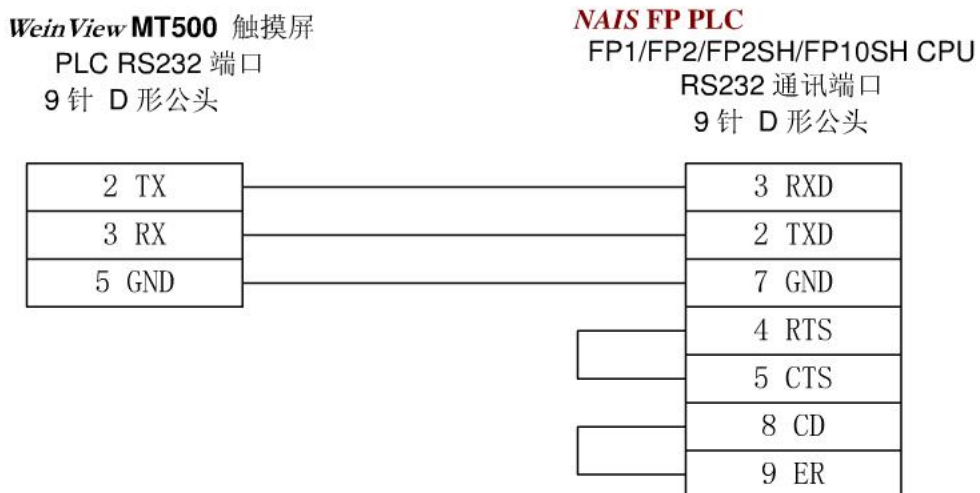 WeinView MT500 触摸屏
PLC RS232 端口
9针 D形公头
NAIS FP PLC
FP1/FP2/FP2SH/FP10SH CPU
RS232 通讯端口
9针 D形公头
2 TX
3 RX
5 GND
3 RXD
2 TXD
7 GND
4 RTS
5 CTS
8 CD
9 ER